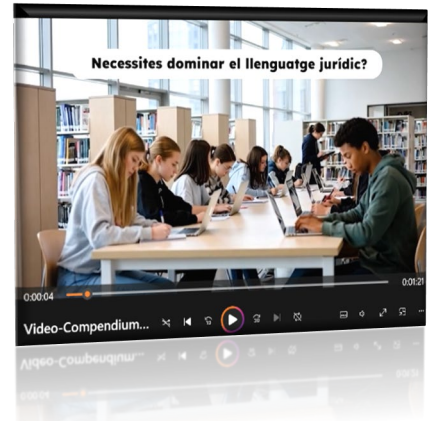 Necessites dominar el llenguatge jurídic?
0:00:04
0:01:21
Video-Compendium...